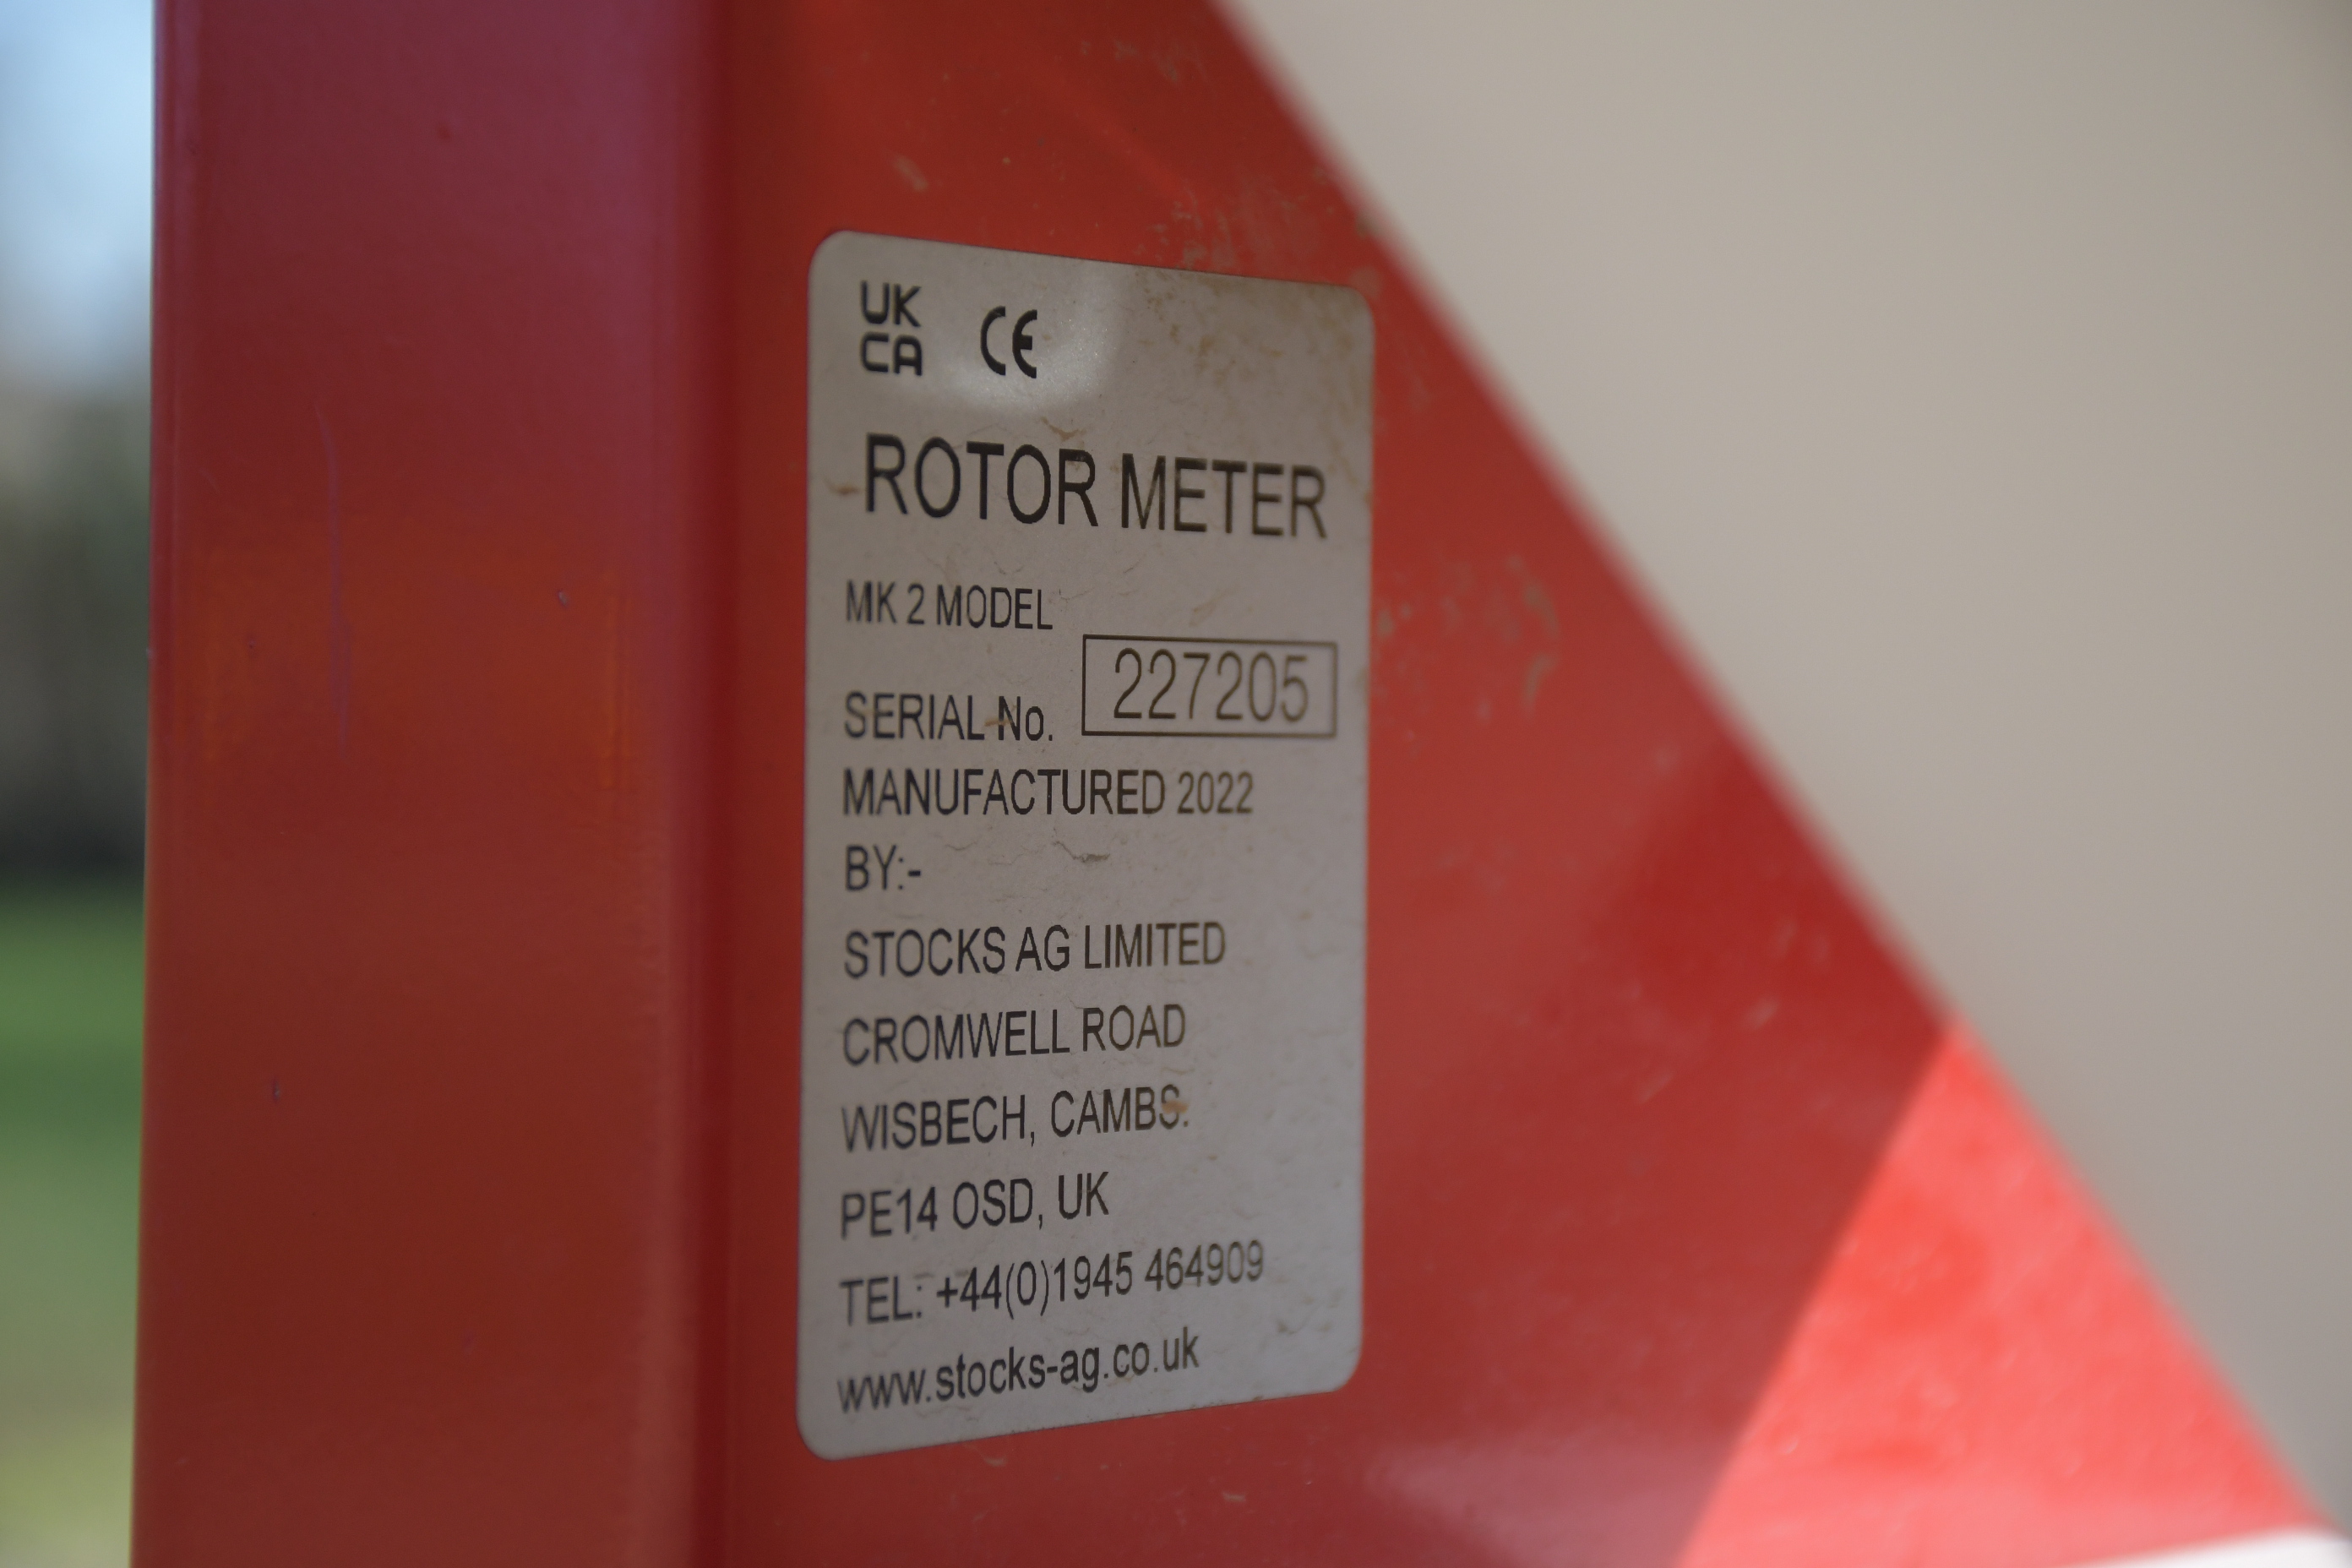 UK CE
CA
ROTOR METER
MK 2 MODEL
SERIAL No. 227205
MANUFACTURED 2022
BY:-
STOCKS AG LIMITED
CROMWELL ROAD
WISBECH, CAMBS.
PE14 OSD, UK
TEL: +44(0)1945 464909
www.stocks-ag.co.uk